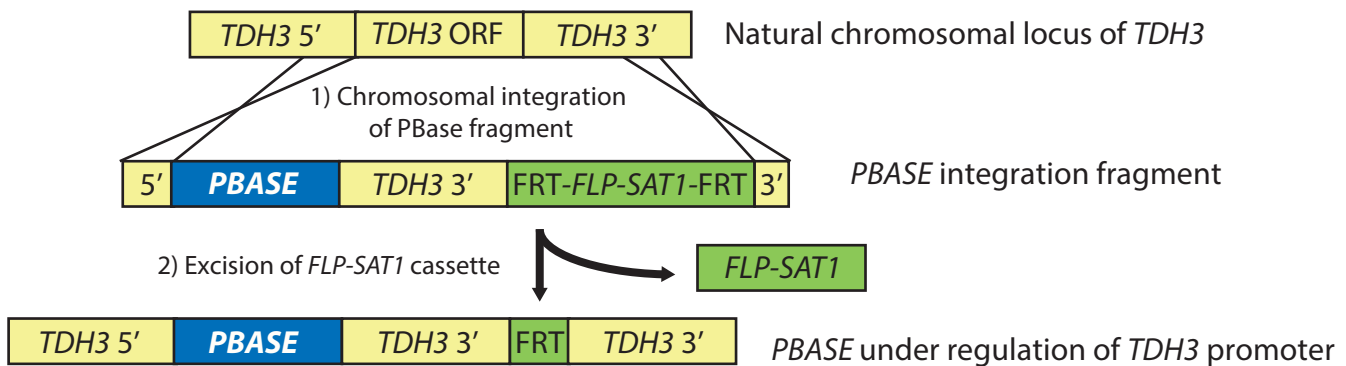 TDH3 5′ TDH3 ORF TDH3 3′ Natural chromosomal locus of TDH3
1) Chromosomal integration
of PBase fragment
5′ PBASE TDH3 3′ FRT-FLP-SAT1-FRT 3′ PBASE integration fragment
2) Excision of FLP-SAT1 cassette
FLP-SAT1
TDH3 5′ PBASE TDH3 3′ FRT TDH3 3′ PBASE under regulation of TDH3 promoter